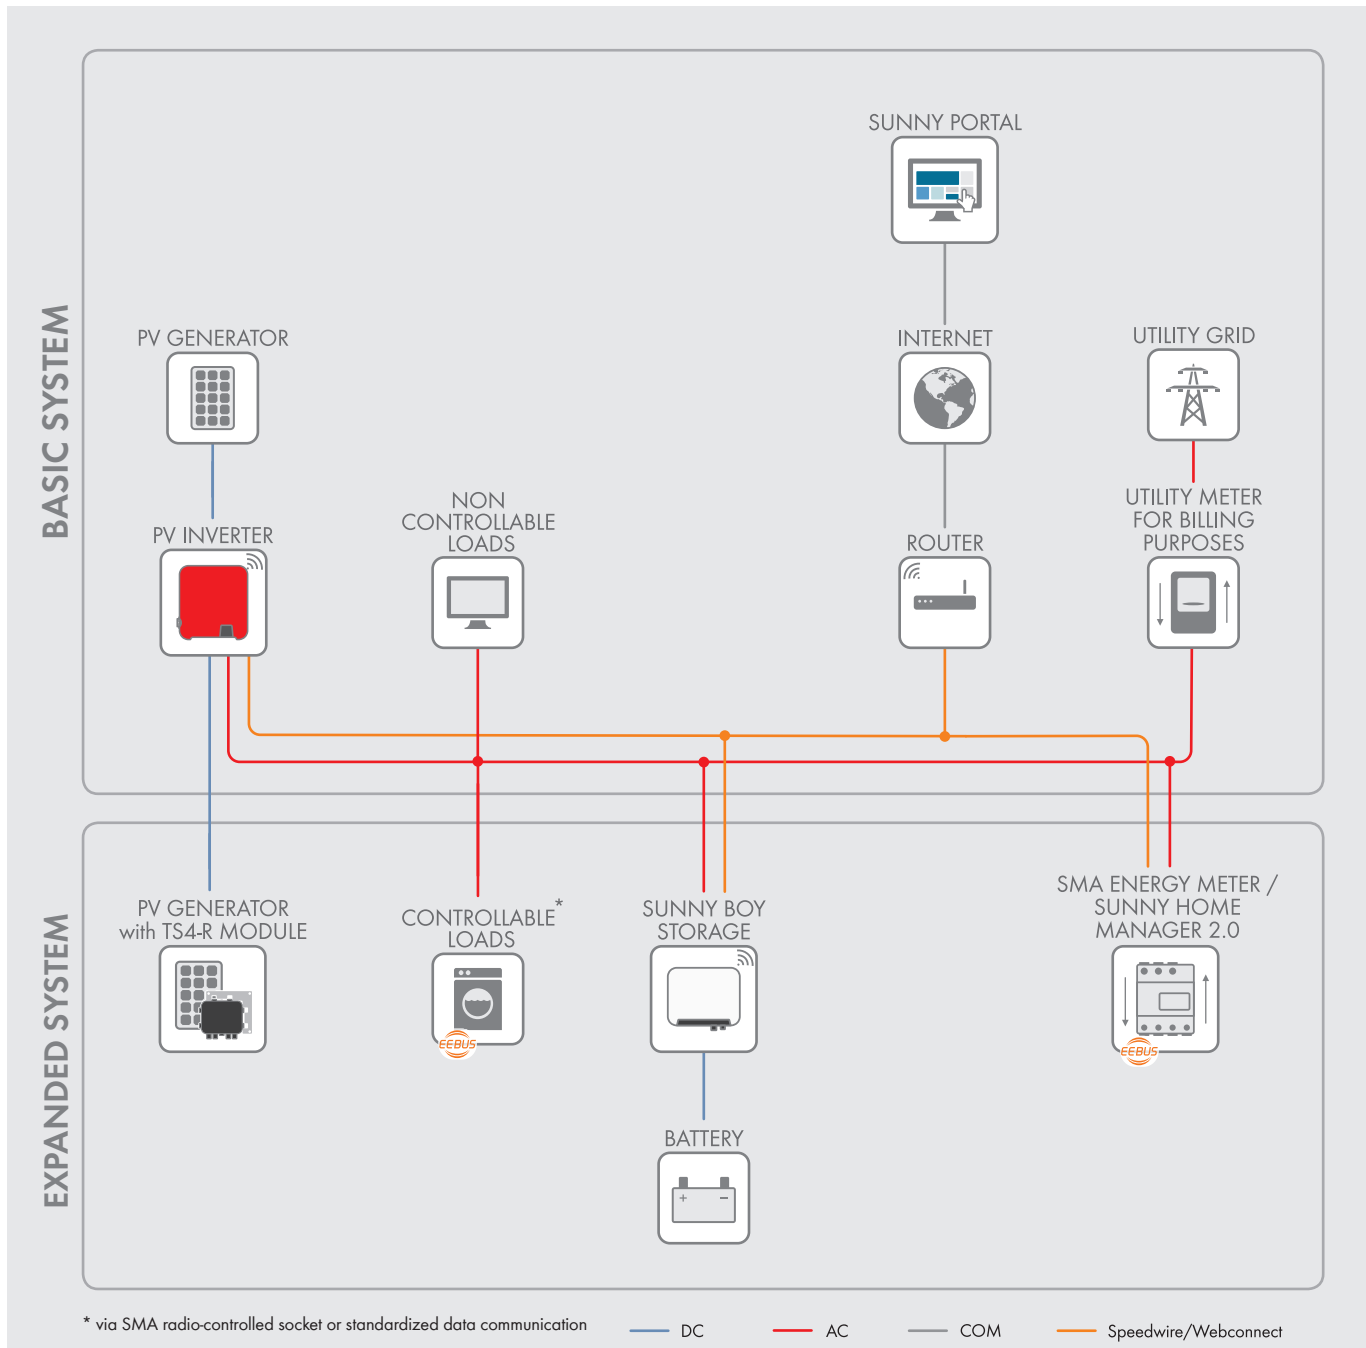 BASIC SYSTEM
SUNNY PORTAL
PV GENERATOR
INTERNET
UTILITY GRID
PV INVERTER
NON
CONTROLLABLE
LOADS
ROUTER
UTILITY METER
FOR BILLING
PURPOSES
EXPANDED SYSTEM
PV GENERATOR
with TS4-R MODULE
CONTROLLABLE*
LOADS
EEBUS
SUNNY BOY
STORAGE
SMA ENERGY METER /
SUNNY HOME
MANAGER 2.0
EEBUS
BATTERY
+ −
* via SMA radio-controlled socket or standardized data communication
DC
AC
COM
Speedwire/Webconnect